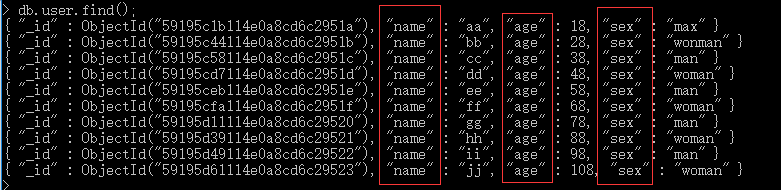 > db.user.find();
{ "_id" : ObjectId("59195c1b114e0a8cd6c2951a"), "name" : "aa", "age" : 18, "sex" : "max" }
{ "_id" : ObjectId("59195c44114e0a8cd6c2951b"), "name" : "bb", "age" : 28, "sex" : "wonman" }
{ "_id" : ObjectId("59195c58114e0a8cd6c2951c"), "name" : "cc", "age" : 38, "sex" : "man" }
{ "_id" : ObjectId("59195cd7114e0a8cd6c2951d"), "name" : "dd", "age" : 48, "sex" : "woman" }
{ "_id" : ObjectId("59195ceb114e0a8cd6c2951e"), "name" : "ee", "age" : 58, "sex" : "man" }
{ "_id" : ObjectId("59195cfa114e0a8cd6c2951f"), "name" : "ff", "age" : 68, "sex" : "woman" }
{ "_id" : ObjectId("59195d11114e0a8cd6c29520"), "name" : "gg", "age" : 78, "sex" : "man" }
{ "_id" : ObjectId("59195d39114e0a8cd6c29521"), "name" : "hh", "age" : 88, "sex" : "woman" }
{ "_id" : ObjectId("59195d49114e0a8cd6c29522"), "name" : "ii", "age" : 98, "sex" : "man" }
{ "_id" : ObjectId("59195d61114e0a8cd6c29523"), "name" : "jj", "age" : 108, "sex" : "woman" }
>